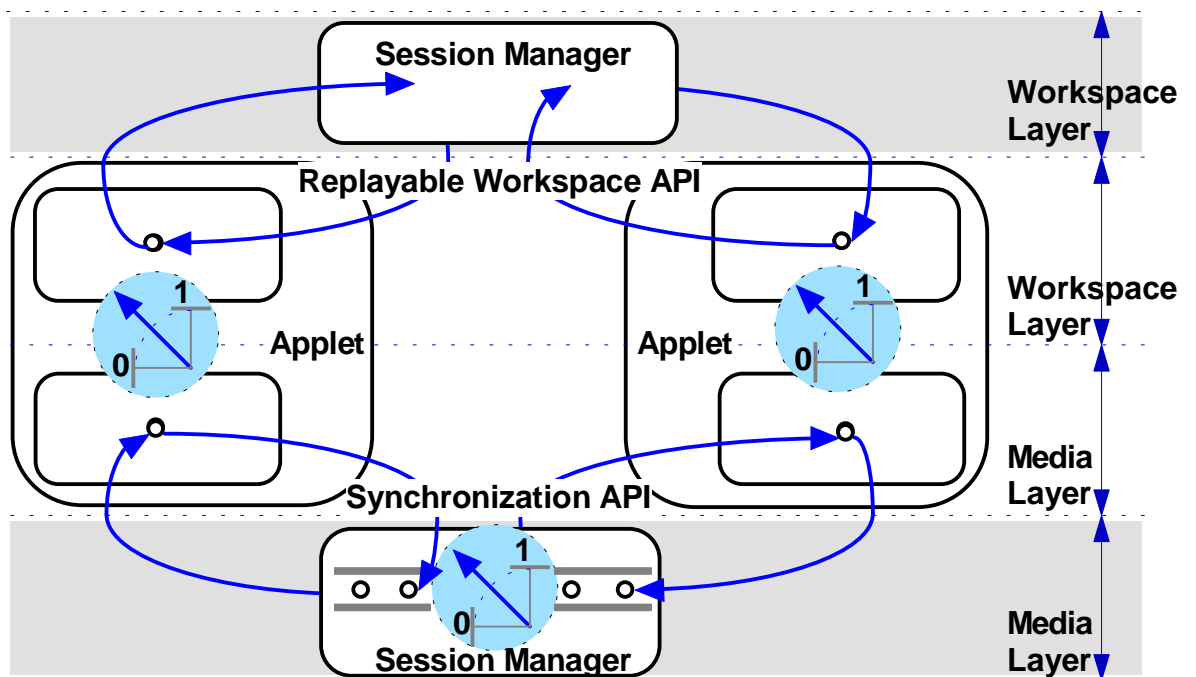 Session Manager
Workspace
Layer
Replayable Workspace API
1
1
Workspace
Layer
Applet
Applet
0
0
Media
Layer
Synchronization API
1
0
Media
Layer
Session Manager